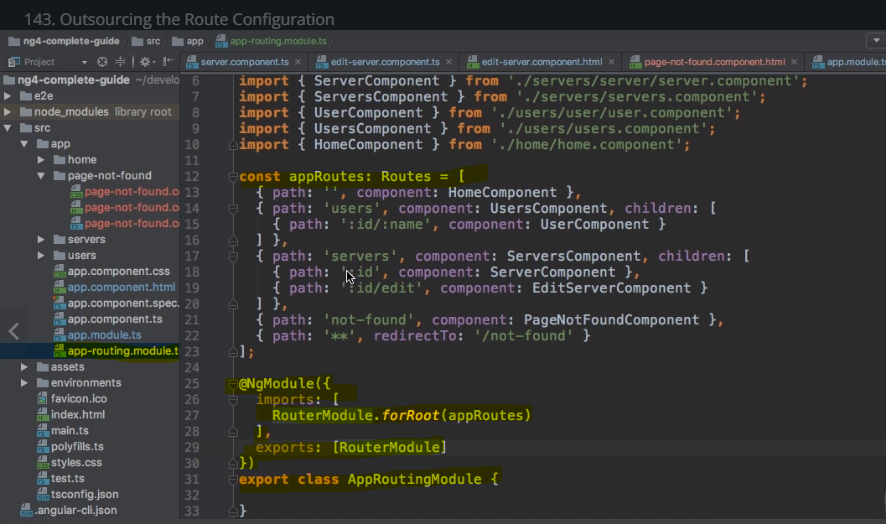 143. Outsourcing the Route Configuration
ng4-complete-guide src app app-routing.module.ts
Project server.component.ts × edit-server.component.ts × edit-server.component.html × page-not-found.component.html × app.module.ts
ng4-complete-guide ~/develo
e2e
node_modules library root
src
app
home
page-not-found
page-not-found.co
page-not-found.co
page-not-found.co
servers
users
app.component.css
app.component.html
app.component.spec.
app.component.ts
app.module.ts
app-routing.module.t
assets
environments
favicon.ico
index.html
main.ts
polyfills.ts
styles.css
test.ts
tsconfig.json
.angular-cli.json
6 import { ServerComponent } from './servers/server/server.component';
7 import { ServersComponent } from './servers/servers.component';
8 import { UserComponent } from './users/user/user.component';
9 import { UsersComponent } from './users/users.component';
10 import { HomeComponent } from './home/home.component';
11
12 const appRoutes: Routes = [
13 { path: '', component: HomeComponent },
14 { path: 'users', component: UsersComponent, children: [
15 { path: ':id/:name', component: UserComponent }
16 ] },
17 { path: 'servers', component: ServersComponent, children: [
18 { path: ':id', component: ServerComponent },
19 { path: ':id/edit', component: EditServerComponent }
20 ] },
21 { path: 'not-found', component: PageNotFoundComponent },
22 { path: '**', redirectTo: '/not-found' }
23 ];
24
25 @NgModule({
26 imports: [
27 RouterModule.forRoot(appRoutes)
28 ],
29 exports: [RouterModule]
30 })
31 export class AppRoutingModule {
32
33 }